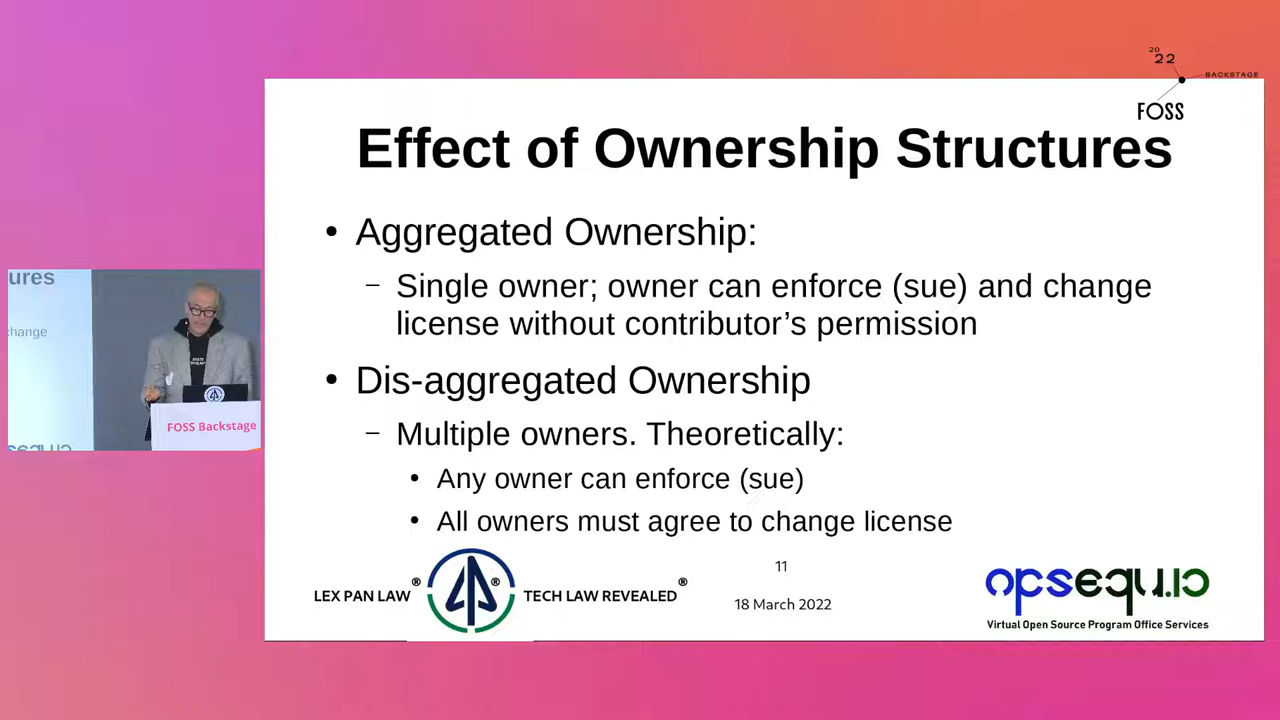 20
22
BACKSTAGE
FOSS
Effect of Ownership Structures
• Aggregated Ownership:
– Single owner; owner can enforce (sue) and change
license without contributor's permission
• Dis-aggregated Ownership
– Multiple owners. Theoretically:
• Any owner can enforce (sue)
• All owners must agree to change license
ures
change
FOSS Backstage
LEX PAN LAW®
®
TECH LAW REVEALED®
11
18 March 2022
opsequ.io
Virtual Open Source Program Office Services